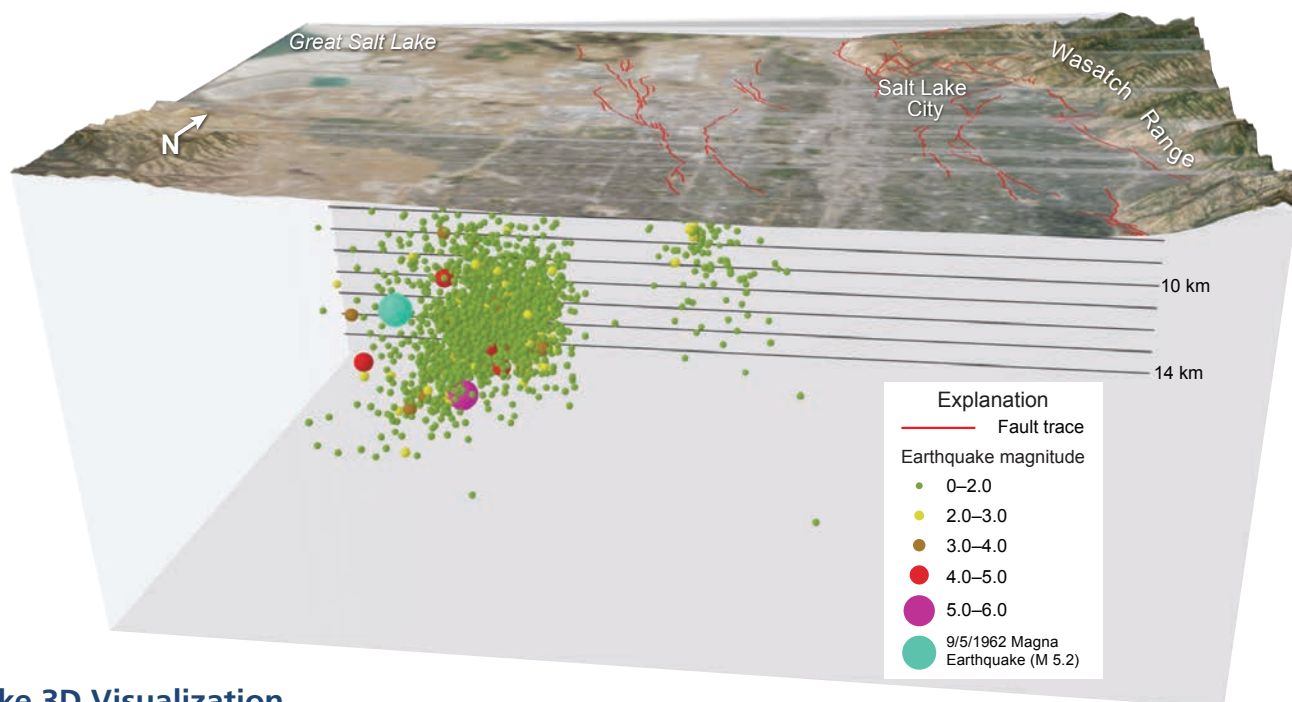 Great Salt Lake
Wasatch
Range
Salt Lake
City
N
10 km
14 km
Explanation
Fault trace
Earthquake magnitude
0–2.0
2.0–3.0
3.0–4.0
4.0–5.0
5.0–6.0
9/5/1962 Magna
Earthquake (M 5.2)
3D Visualization